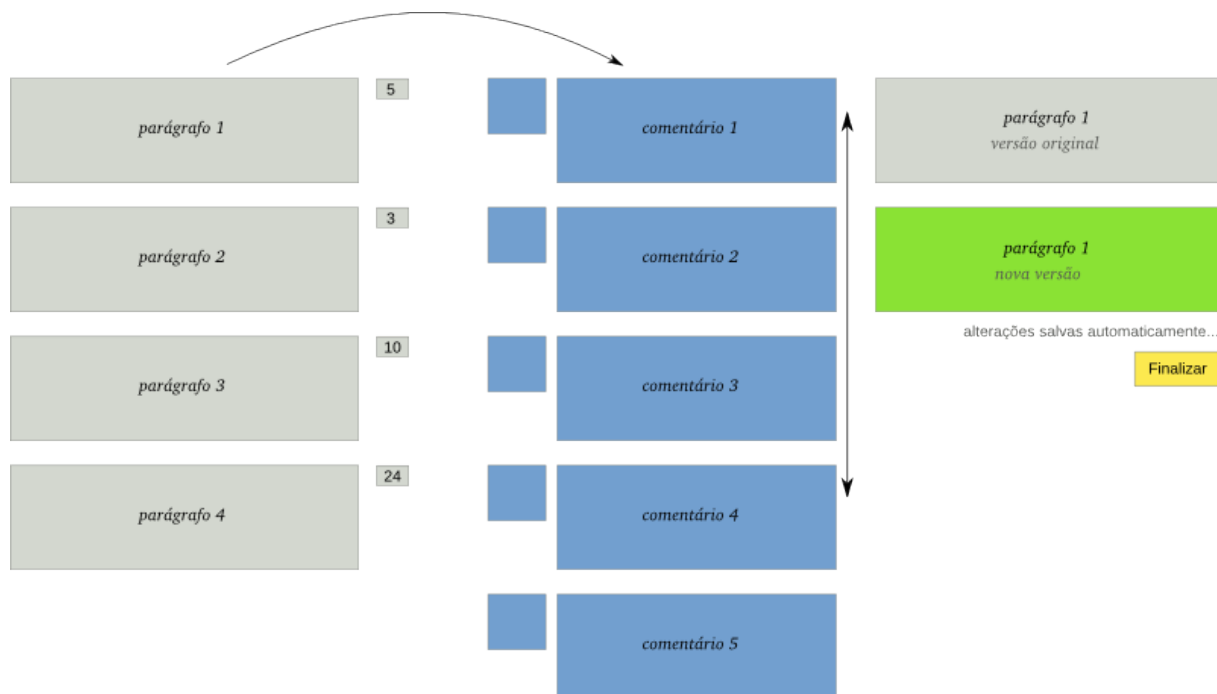 parágrafo 1
5
parágrafo 2
3
parágrafo 3
10
parágrafo 4
24
comentário 1
comentário 2
comentário 3
comentário 4
comentário 5
parágrafo 1
versão original
parágrafo 1
nova versão
alterações salvas automaticamente...
Finalizar